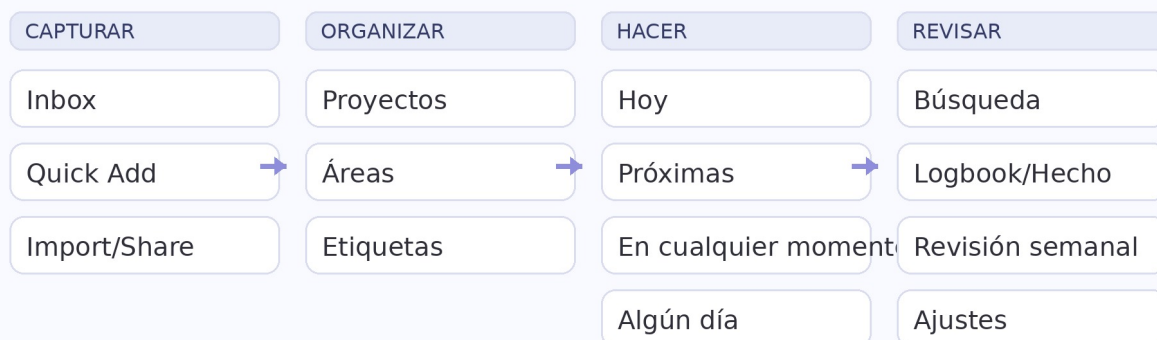 CAPTURAR
Inbox
Quick Add
Import/Share
ORGANIZAR
Proyectos
Áreas
Etiquetas
HACER
Hoy
Próximas
En cualquier momento
Algún día
REVISAR
Búsqueda
Logbook/Hecho
Revisión semanal
Ajustes